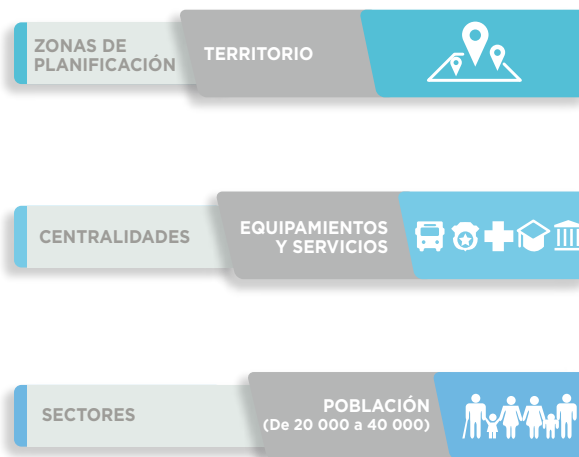 ZONAS DE
PLANIFICACIÓN
TERRITORIO
CENTRALIDADES
EQUIPAMIENTOS
Y SERVICIOS
SECTORES
POBLACIÓN
(De 20 000 a 40 000)